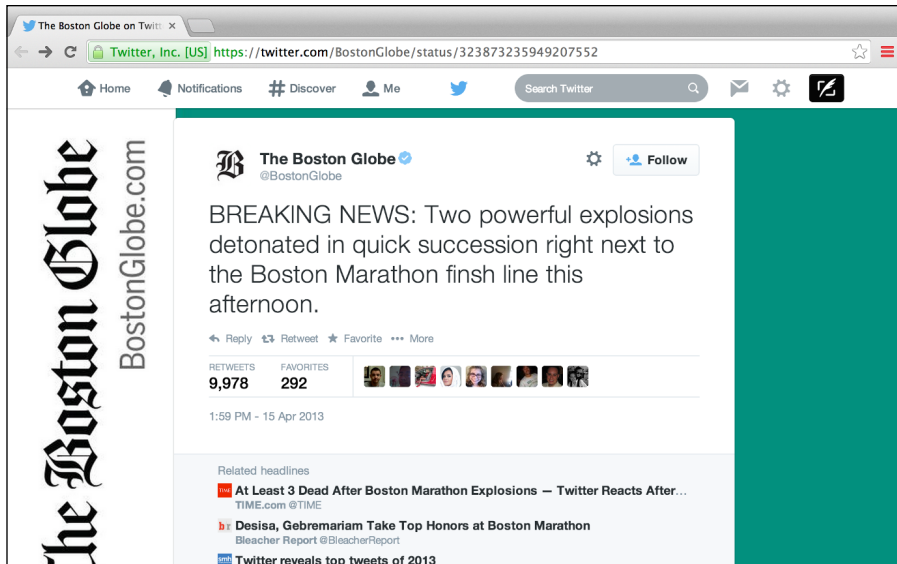 The Boston Globe on Twitt
Twitter, Inc. [US] https://twitter.com/BostonGlobe/status/323873235949207552
Home Notifications Discover Me Search Twitter
The Boston Globe
BostonGlobe.com
The
B The Boston Globe Follow
@BostonGlobe
BREAKING NEWS: Two powerful explosions
detonated in quick succession right next to
the Boston Marathon finsh line this
afternoon.
Reply Retweet Favorite More
RETWEETS FAVORITES
9,978 292
1:59 PM - 15 Apr 2013
Related headlines
TIME At Least 3 Dead After Boston Marathon Explosions — Twitter Reacts After…
TIME.com @TIME
br Desisa, Gebremariam Take Top Honors at Boston Marathon
Bleacher Report @BleacherReport
smh Twitter reveals top tweets of 2013